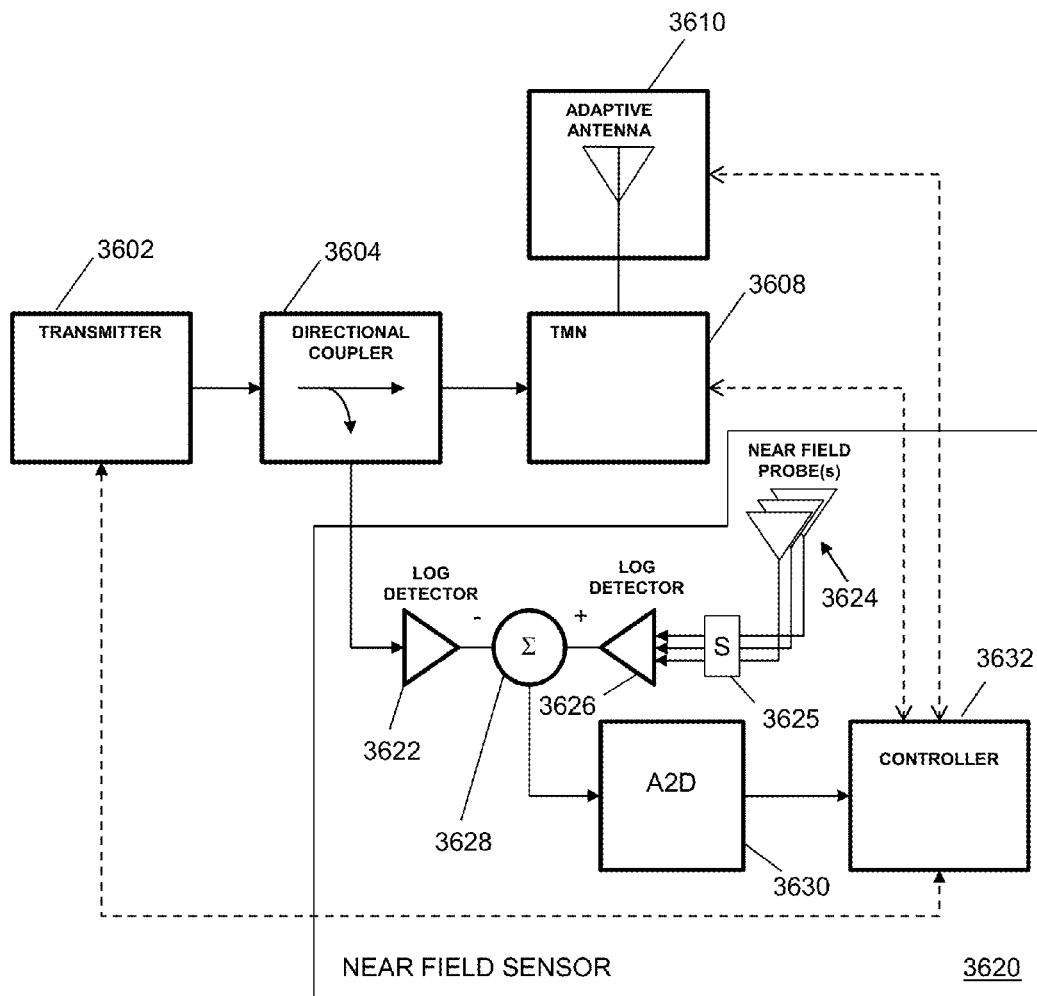 3610
ADAPTIVE
ANTENNA
3602
3604
3608
TRANSMITTER
DIRECTIONAL
COUPLER
TMN
NEAR FIELD
PROBE(s)
LOG
DETECTOR
LOG
DETECTOR
3624
-
+
Σ
S
3632
3626
3625
3622
CONTROLLER
A2D
3628
3630
NEAR FIELD SENSOR
3620